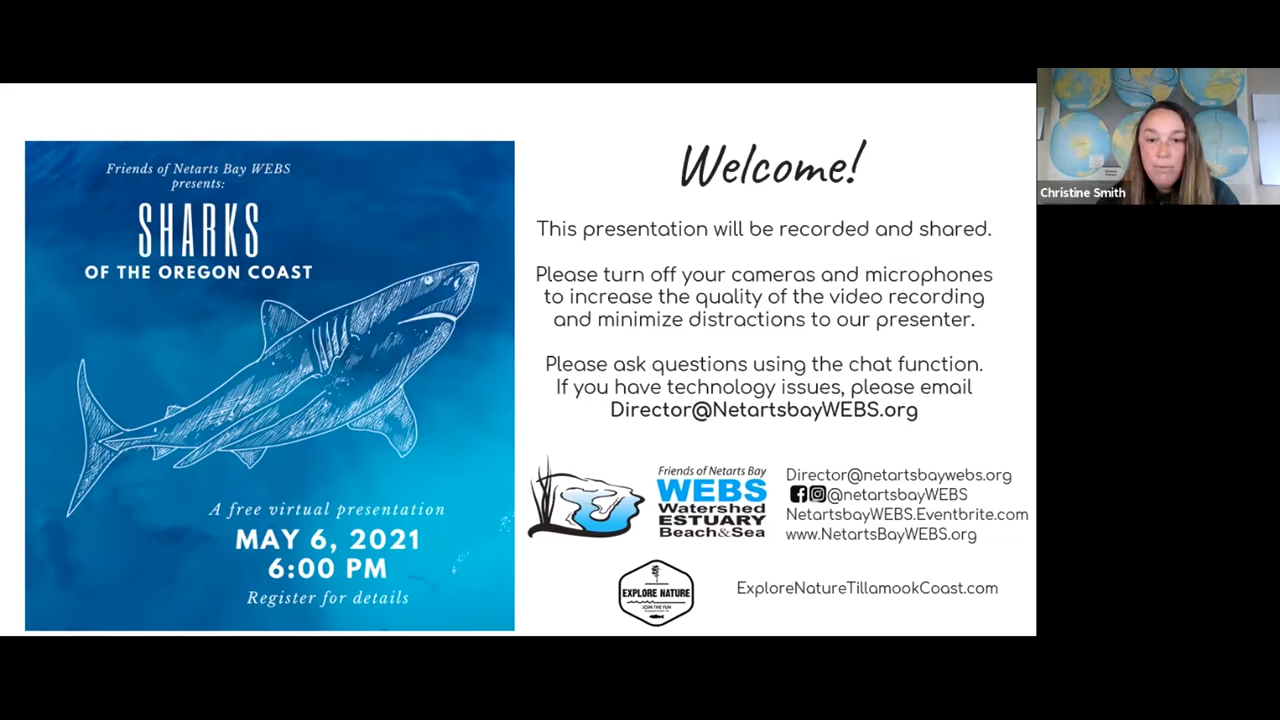 Friends of Netarts Bay WEBS
presents:
SHARKS
OF THE OREGON COAST
A free virtual presentation
MAY 6, 2021
6:00 PM
Register for details
Welcome!
This presentation will be recorded and shared.
Please turn off your cameras and microphones
to increase the quality of the video recording
and minimize distractions to our presenter.
Please ask questions using the chat function.
If you have technology issues, please email
Director@NetartsbayWEBS.org
Friends of Netarts Bay
WEBS
Watershed
ESTUARY
Beach&Sea
Director@netartsbaywebs.org
@netartsbayWEBS
NetartsbayWEBS.Eventbrite.com
www.NetartsBayWEBS.org
EXPLORE NATURE
JOIN THE FUN
ExploreNatureTillamookCoast.com
Christine Smith